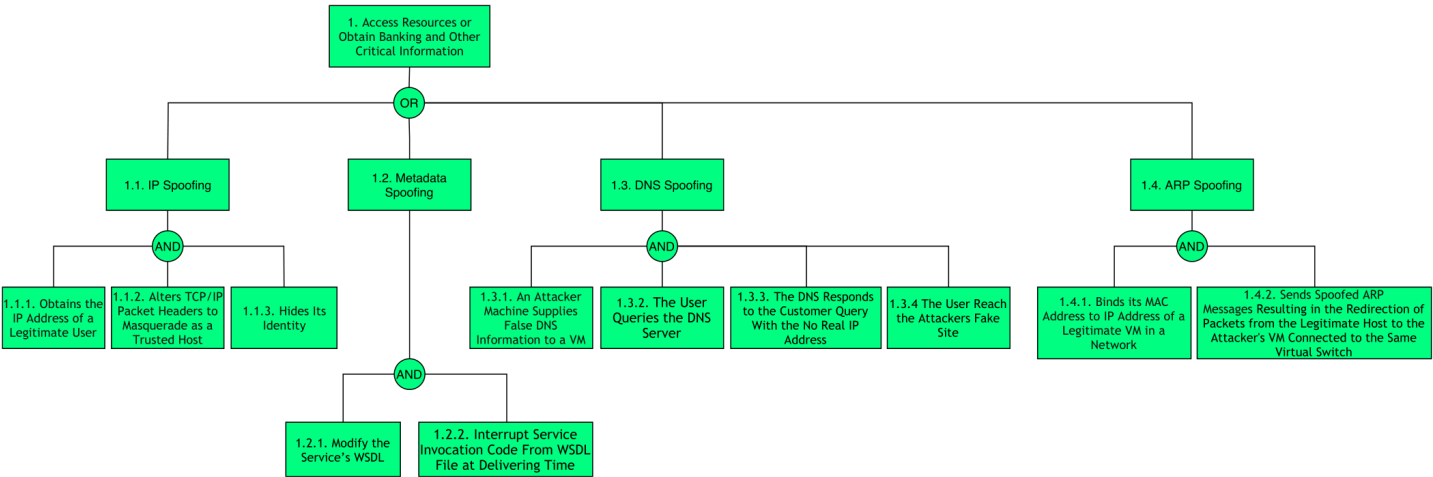 1. Access Resources or
Obtain Banking and Other
Critical Information
OR
1.1. IP Spoofing
1.2. Metadata
Spoofing
1.3. DNS Spoofing
1.4. ARP Spoofing
AND
AND
AND
1.1.1. Obtains the
IP Address of a
Legitimate User
1.1.2. Alters TCP/IP
Packet Headers to
Masquerade as a
Trusted Host
1.1.3. Hides Its
Identity
1.3.1. An Attacker
Machine Supplies
False DNS
Information to a VM
1.3.2. The User
Queries the DNS
Server
1.3.3. The DNS Responds
to the Customer Query
With the No Real IP
Address
1.3.4 The User Reach
the Attackers Fake
Site
1.4.1. Binds its MAC
Address to IP Address of a
Legitimate VM in a
Network
1.4.2. Sends Spoofed ARP
Messages Resulting in the Redirection of
Packets from the Legitimate Host to the
Attacker's VM Connected to the Same
Virtual Switch
AND
1.2.1. Modify the
Service’s WSDL
1.2.2. Interrupt Service
Invocation Code From WSDL
File at Delivering Time